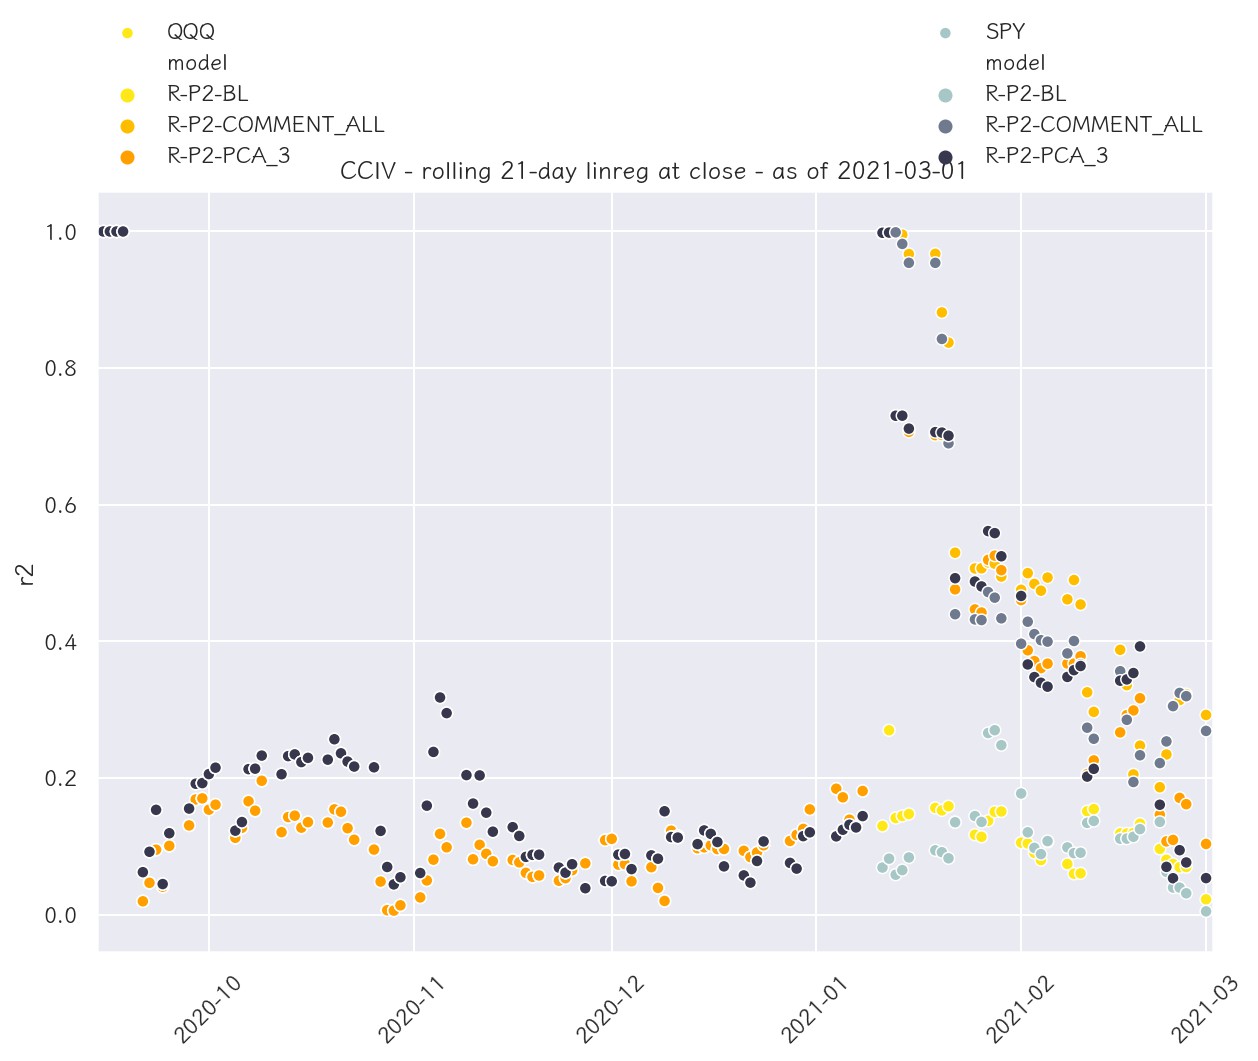 QQQ
model
R-P2-BL
R-P2-COMMENT_ALL
R-P2-PCA_3
SPY
model
R-P2-BL
R-P2-COMMENT_ALL
R-P2-PCA_3
CCIV - rolling 21-day linreg at close - as of 2021-03-01
1.0
0.8
0.6
r2
0.4
0.2
0.0
2020-10
2020-11
2020-12
2021-01
2021-02
2021-03